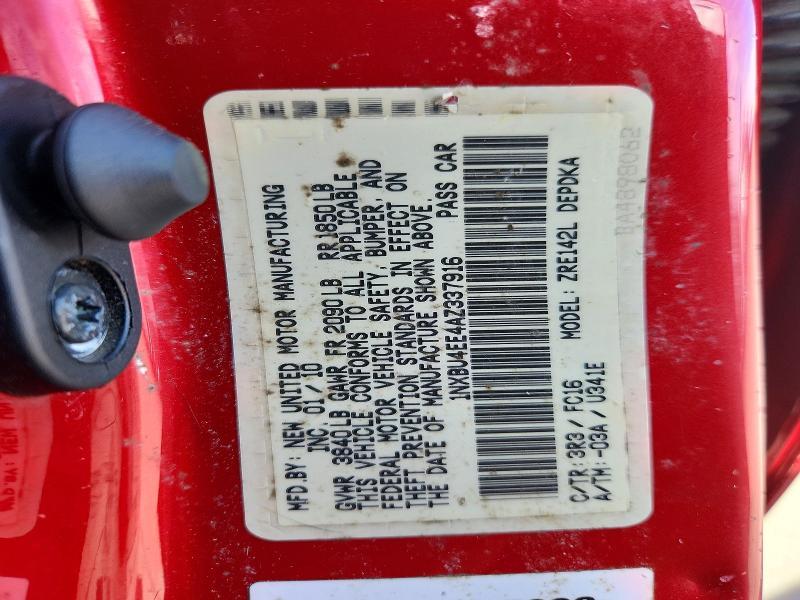 MFD.BY: NEW UNITED MOTOR MANUFACTURING
INC. 01/10
GVWR 3840LB GAWR FR 2090LB RR 1850LB
THIS VEHICLE CONFORMS TO ALL APPLICABLE
FEDERAL MOTOR VEHICLE SAFETY, BUMPER, AND
THEFT PREVENTION STANDARDS IN EFFECT ON
THE DATE OF MANUFACTURE SHOWN ABOVE.
1NXBU4EE4AZ337916 PASS CAR
C/TR: 3R3/FC16 MODEL: ZRE142L DEPDKA
A/TM:-03A/U341E